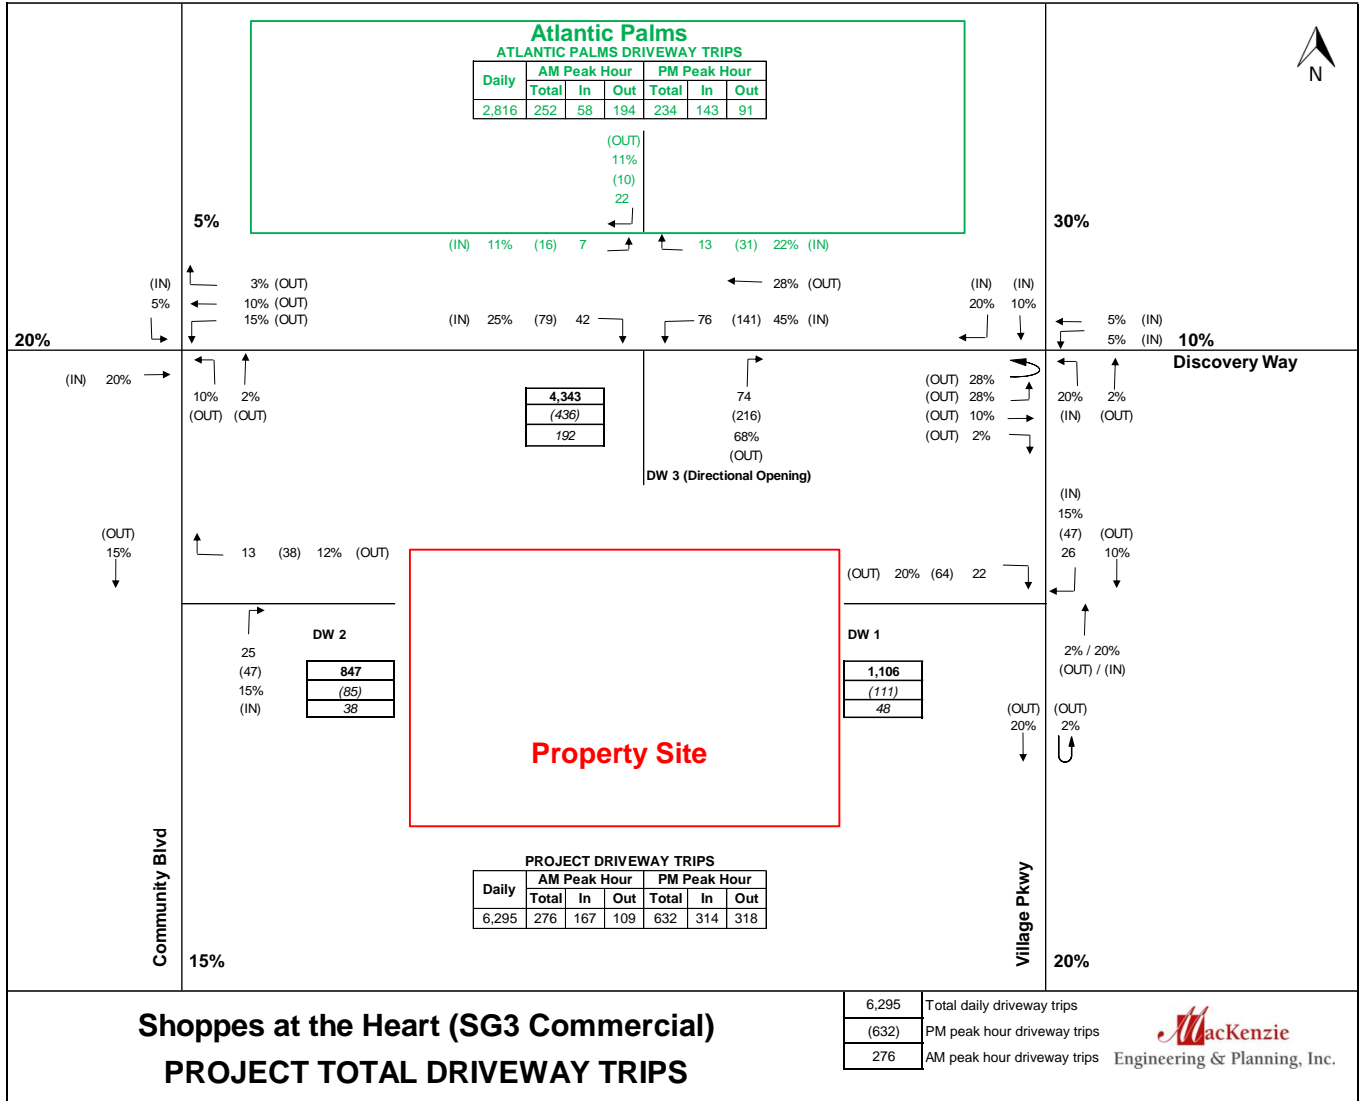 Atlantic Palms
ATLANTIC PALMS DRIVEWAY TRIPS
Daily AM Peak Hour PM Peak Hour
Total In Out Total In Out
2,816 252 58 194 234 143 91
N
(OUT)
11%
(10)
22
5%
30%
(IN) 11% (16) 7
13 (31) 22% (IN)
(IN)
5%
3% (OUT)
10% (OUT)
15% (OUT)
28% (OUT)
(IN) 25% (79) 42
76 (141) 45% (IN)
(IN) (IN)
20% 10%
5% (IN)
5% (IN)
20%
10%
Discovery Way
(IN) 20%
10% 2%
(OUT) (OUT)
4,343
(436)
192
74
(216)
68%
(OUT)
DW 3 (Directional Opening)
(OUT) 28%
(OUT) 28%
(OUT) 10%
(OUT) 2%
20% 2%
(IN) (OUT)
(OUT)
15%
13 (38) 12% (OUT)
(OUT) 20% (64) 22
(IN)
15%
(47) (OUT)
26 10%
DW 2
25
(47)
15%
(IN)
847
(85)
38
DW 1
1,106
(111)
48
2% / 20%
(OUT) / (IN)
(OUT) (OUT)
20% 2%
Property Site
PROJECT DRIVEWAY TRIPS
Daily AM Peak Hour PM Peak Hour
Total In Out Total In Out
6,295 276 167 109 632 314 318
Community Blvd
Village Pkwy
15%
20%
Shoppes at the Heart (SG3 Commercial)
PROJECT TOTAL DRIVEWAY TRIPS
6,295 Total daily driveway trips
(632) PM peak hour driveway trips
276 AM peak hour driveway trips
MacKenzie
Engineering & Planning, Inc.